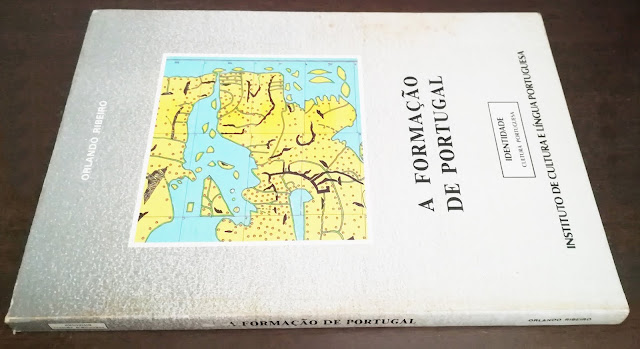 ORLANDO RIBEIRO
A FORMAÇÃO
DE PORTUGAL
IDENTIDADE
CULTURA PORTUGUESA
INSTITUTO DE CULTURA E LÍNGUA PORTUGUESA
A FORMAÇÃO DE PORTUGAL
ORLANDO RIBEIRO